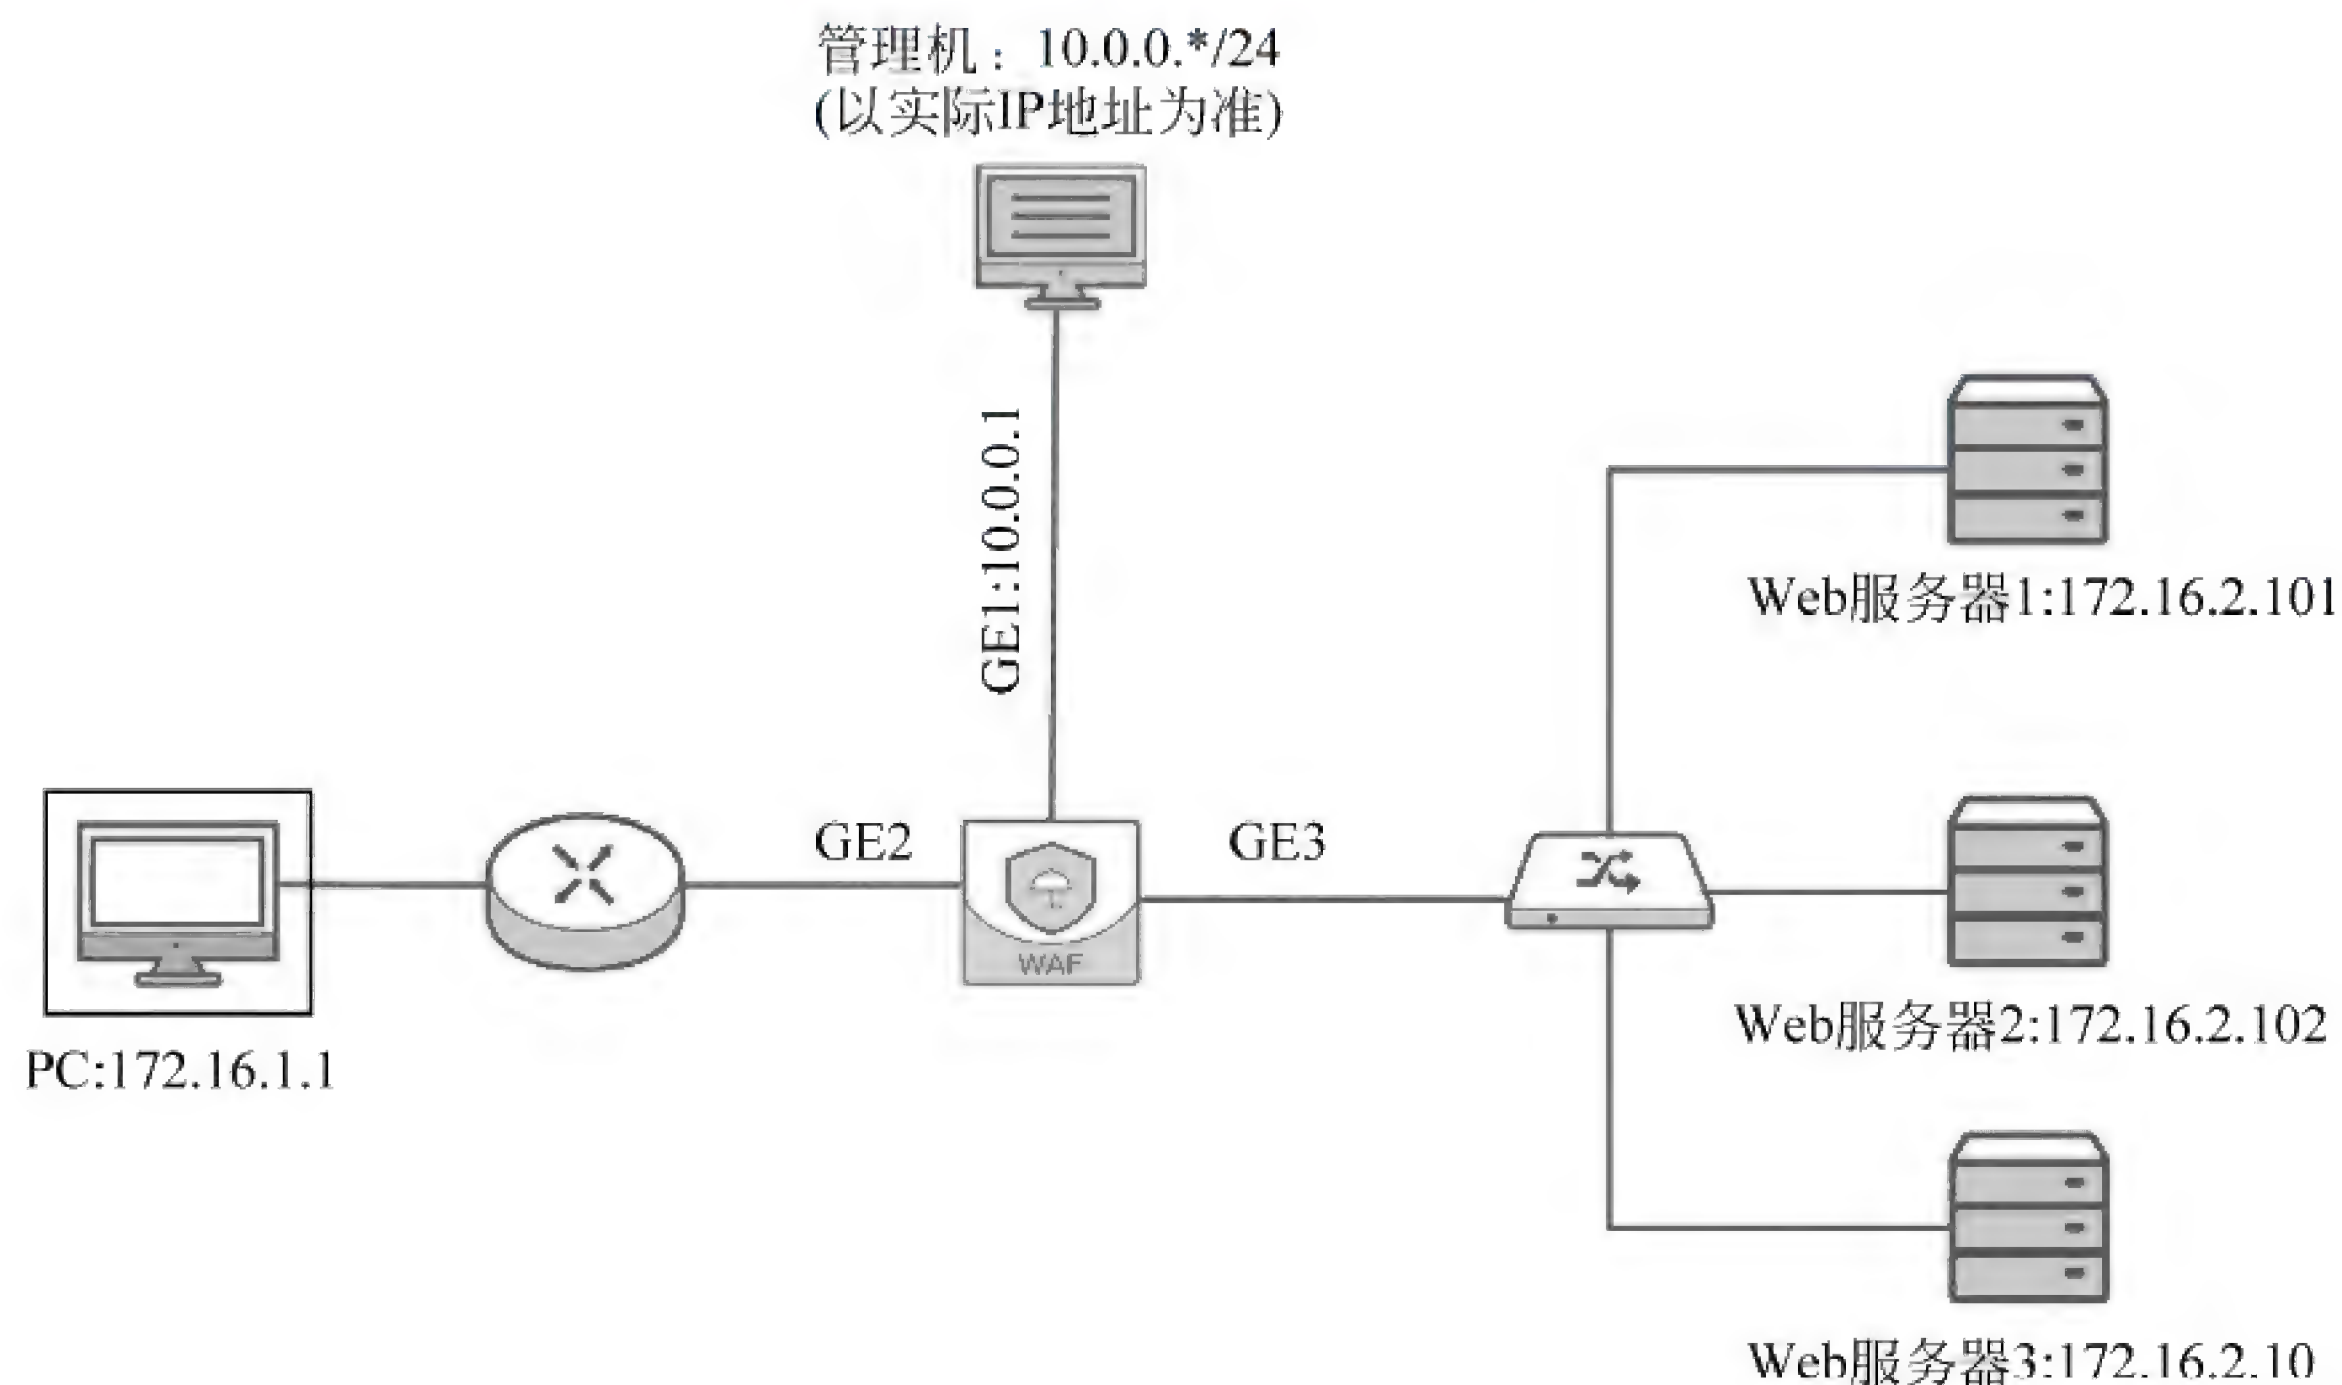 管理机：10.0.0.*/24
(以实际IP地址为准)
GE1:10.0.0.1
Web服务器1:172.16.2.101
GE2
GE3
WAF
Web服务器2:172.16.2.102
PC:172.16.1.1
Web服务器3:172.16.2.10